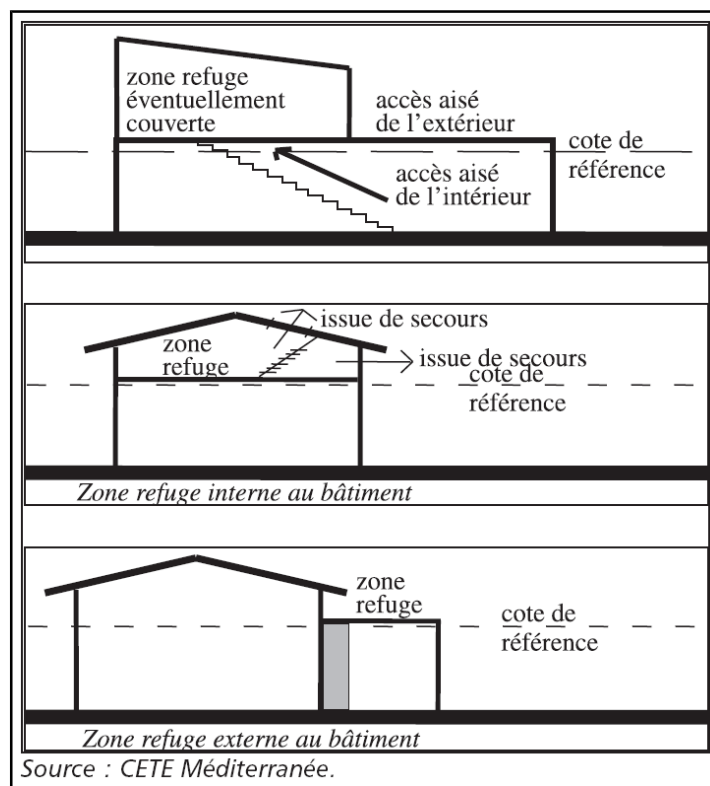 zone refuge
éventuellement
couverte
accès aisé
de l'extérieur
cote de
référence
accès aisé
de l'intérieur
issue de secours
zone
refuge
issue de secours
cote de
référence
Zone refuge interne au bâtiment
zone
refuge
cote de
référence
Zone refuge externe au bâtiment
Source : CETE Méditerranée.